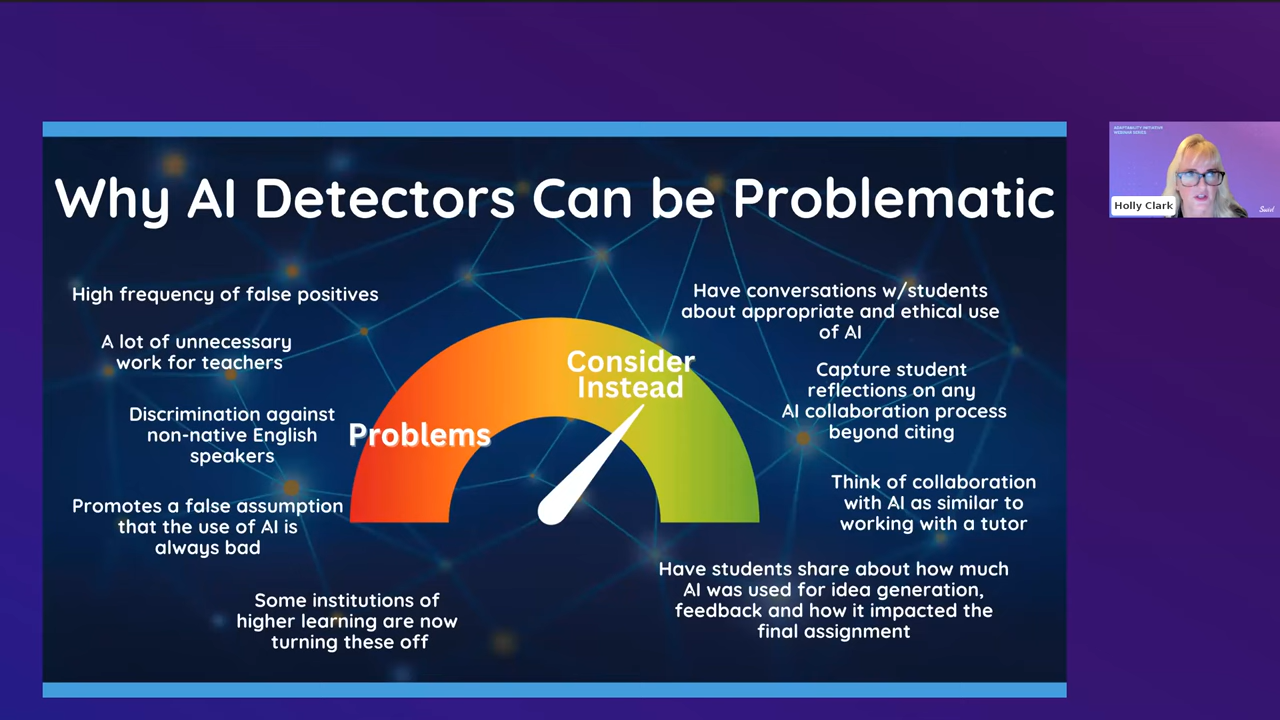 Why AI Detectors Can be Problematic
High frequency of false positives
A lot of unnecessary
work for teachers
Discrimination against
non-native English
speakers
Promotes a false assumption
that the use of AI is
always bad
Some institutions of
higher learning are now
turning these off
Problems
Consider
Instead
Have conversations w/students
about appropriate and ethical use
of AI
Capture student
reflections on any
AI collaboration process
beyond citing
Think of collaboration
with AI as similar to
working with a tutor
Have students share about how much
AI was used for idea generation,
feedback and how it impacted the
final assignment
ADAPTABILITY INITIATIVE
WEBINAR SERIES
Holly Clark